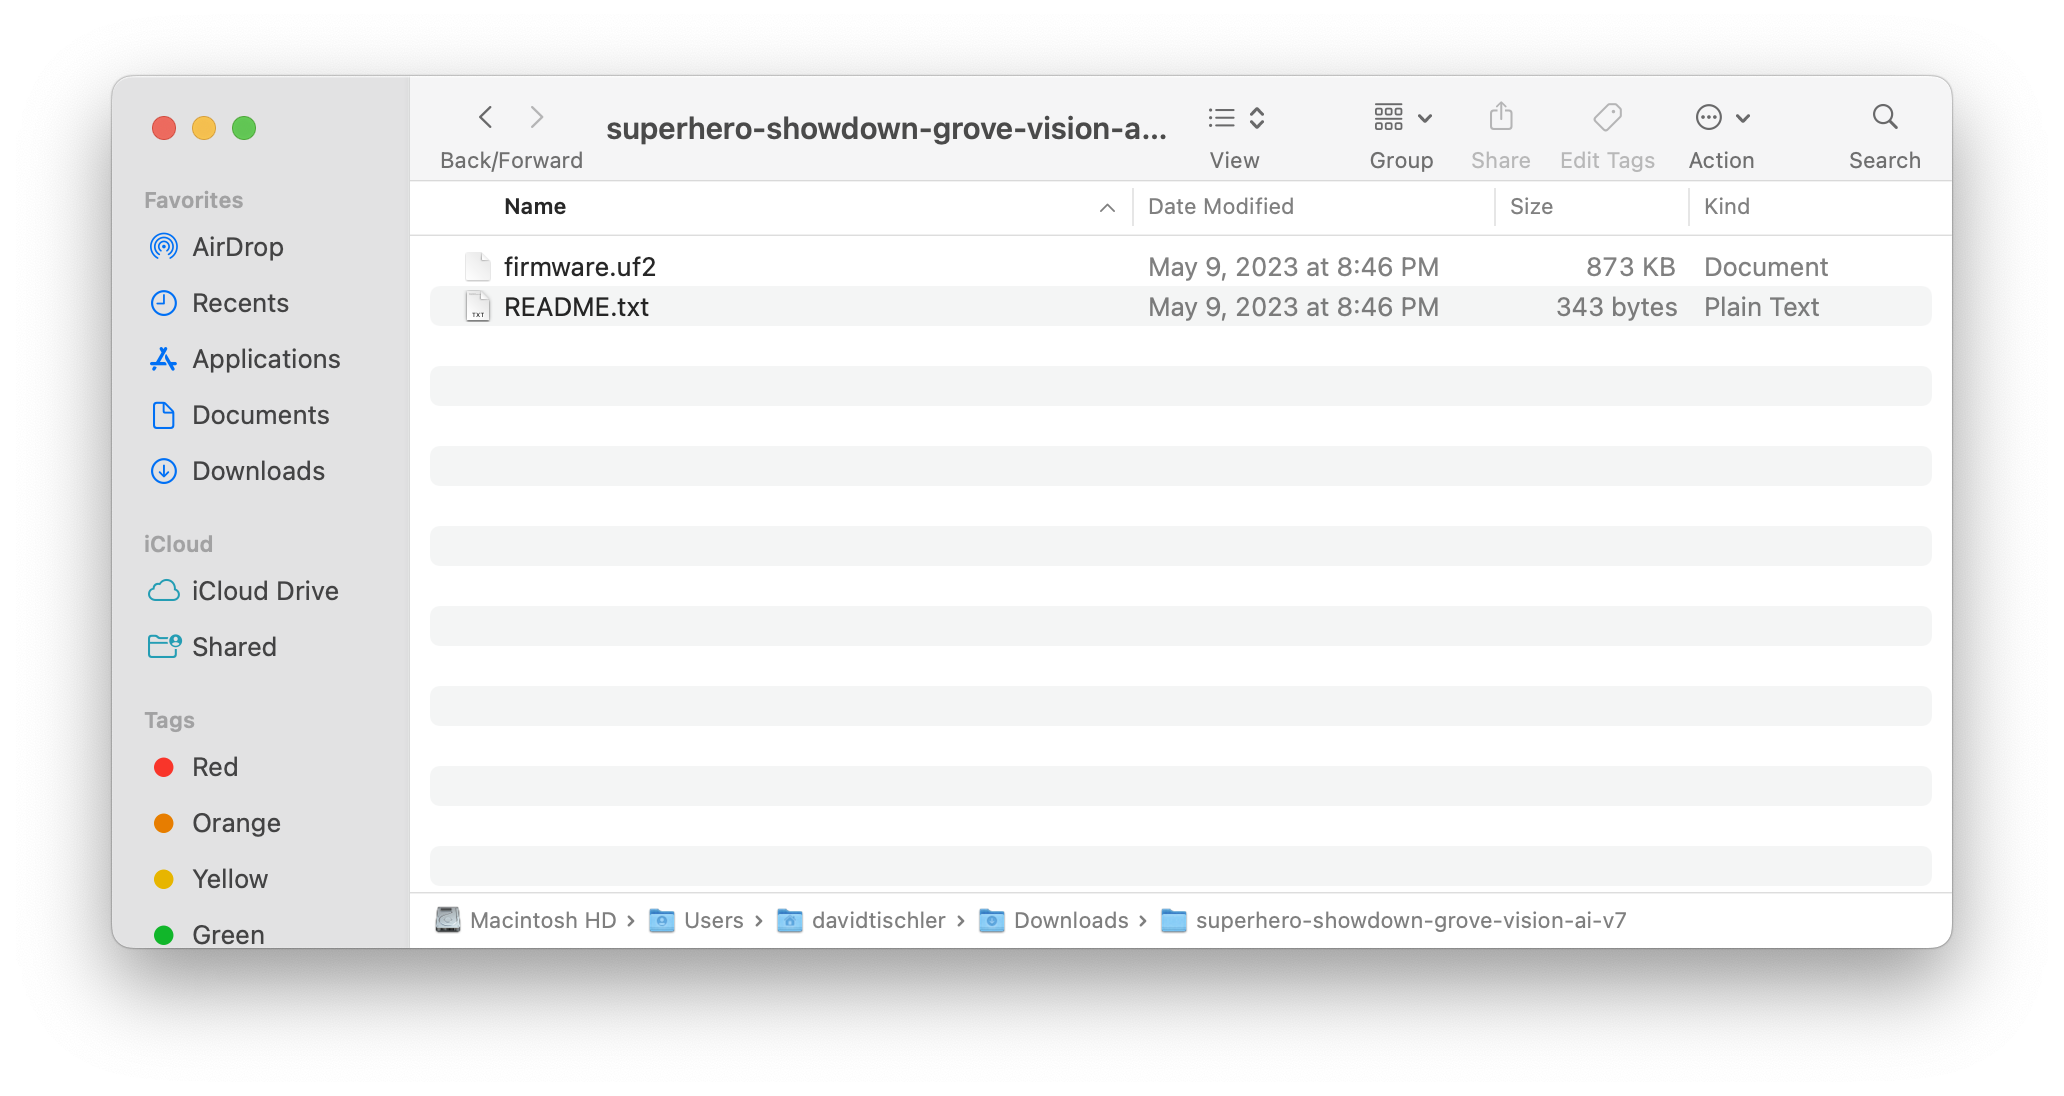 superhero-showdown-grove-vision-a...
Back/Forward
View
Group
Share
Edit Tags
Action
Search
Favorites
AirDrop
Recents
Applications
Documents
Downloads
iCloud
iCloud Drive
Shared
Tags
Red
Orange
Yellow
Green
Name Date Modified Size Kind
firmware.uf2 May 9, 2023 at 8:46 PM 873 KB Document
TXT README.txt May 9, 2023 at 8:46 PM 343 bytes Plain Text
Macintosh HD › Users › davidtischler › Downloads › superhero-showdown-grove-vision-ai-v7